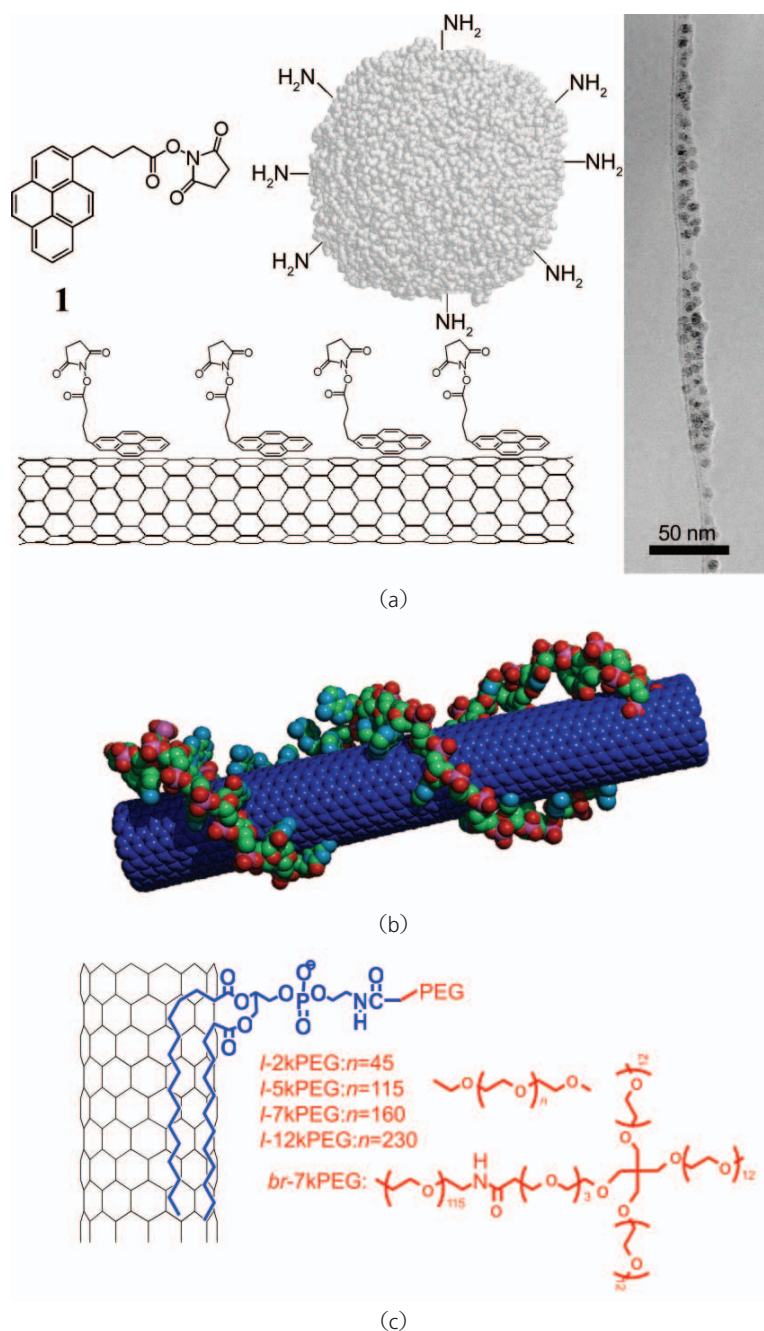 NH₂
H₂N
NH₂
O
O
N
O
O
H₂N
NH₂
H₂N
NH₂
NH₂
1
O
N
O
O
O
O
N
O
O
O
O
N
O
O
O
O
N
O
O
O
50 nm
(a)
(b)
O
O
O
O
O⊖
P
O
O
O
N
H
C
O
PEG
l-2kPEG:n=45
l-5kPEG:n=115
l-7kPEG:n=160
l-12kPEG:n=230
O
O
n
O
12
O
O
br-7kPEG:
O
115
H
N
O
O
3
O
O
O
12
O
O
12
(c)